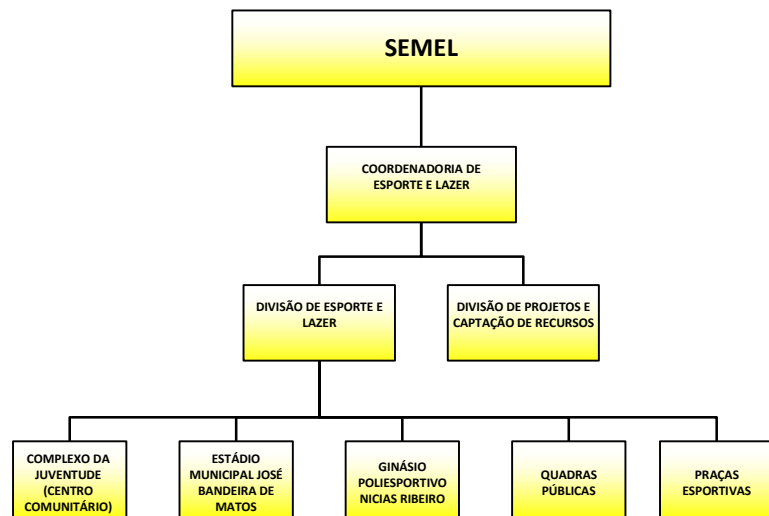 SEMEL
COORDENADORIA DE
ESPORTE E LAZER
DIVISÃO DE ESPORTE E
LAZER
DIVISÃO DE PROJETOS E
CAPTAÇÃO DE RECURSOS
COMPLEXO DA
JUVENTUDE
(CENTRO
COMUNITÁRIO)
ESTÁDIO
MUNICIPAL JOSÉ
BANDEIRA DE
MATOS
GINÁSIO
POLIESPORTIVO
NICIAS RIBEIRO
QUADRAS
PÚBLICAS
PRAÇAS
ESPORTIVAS